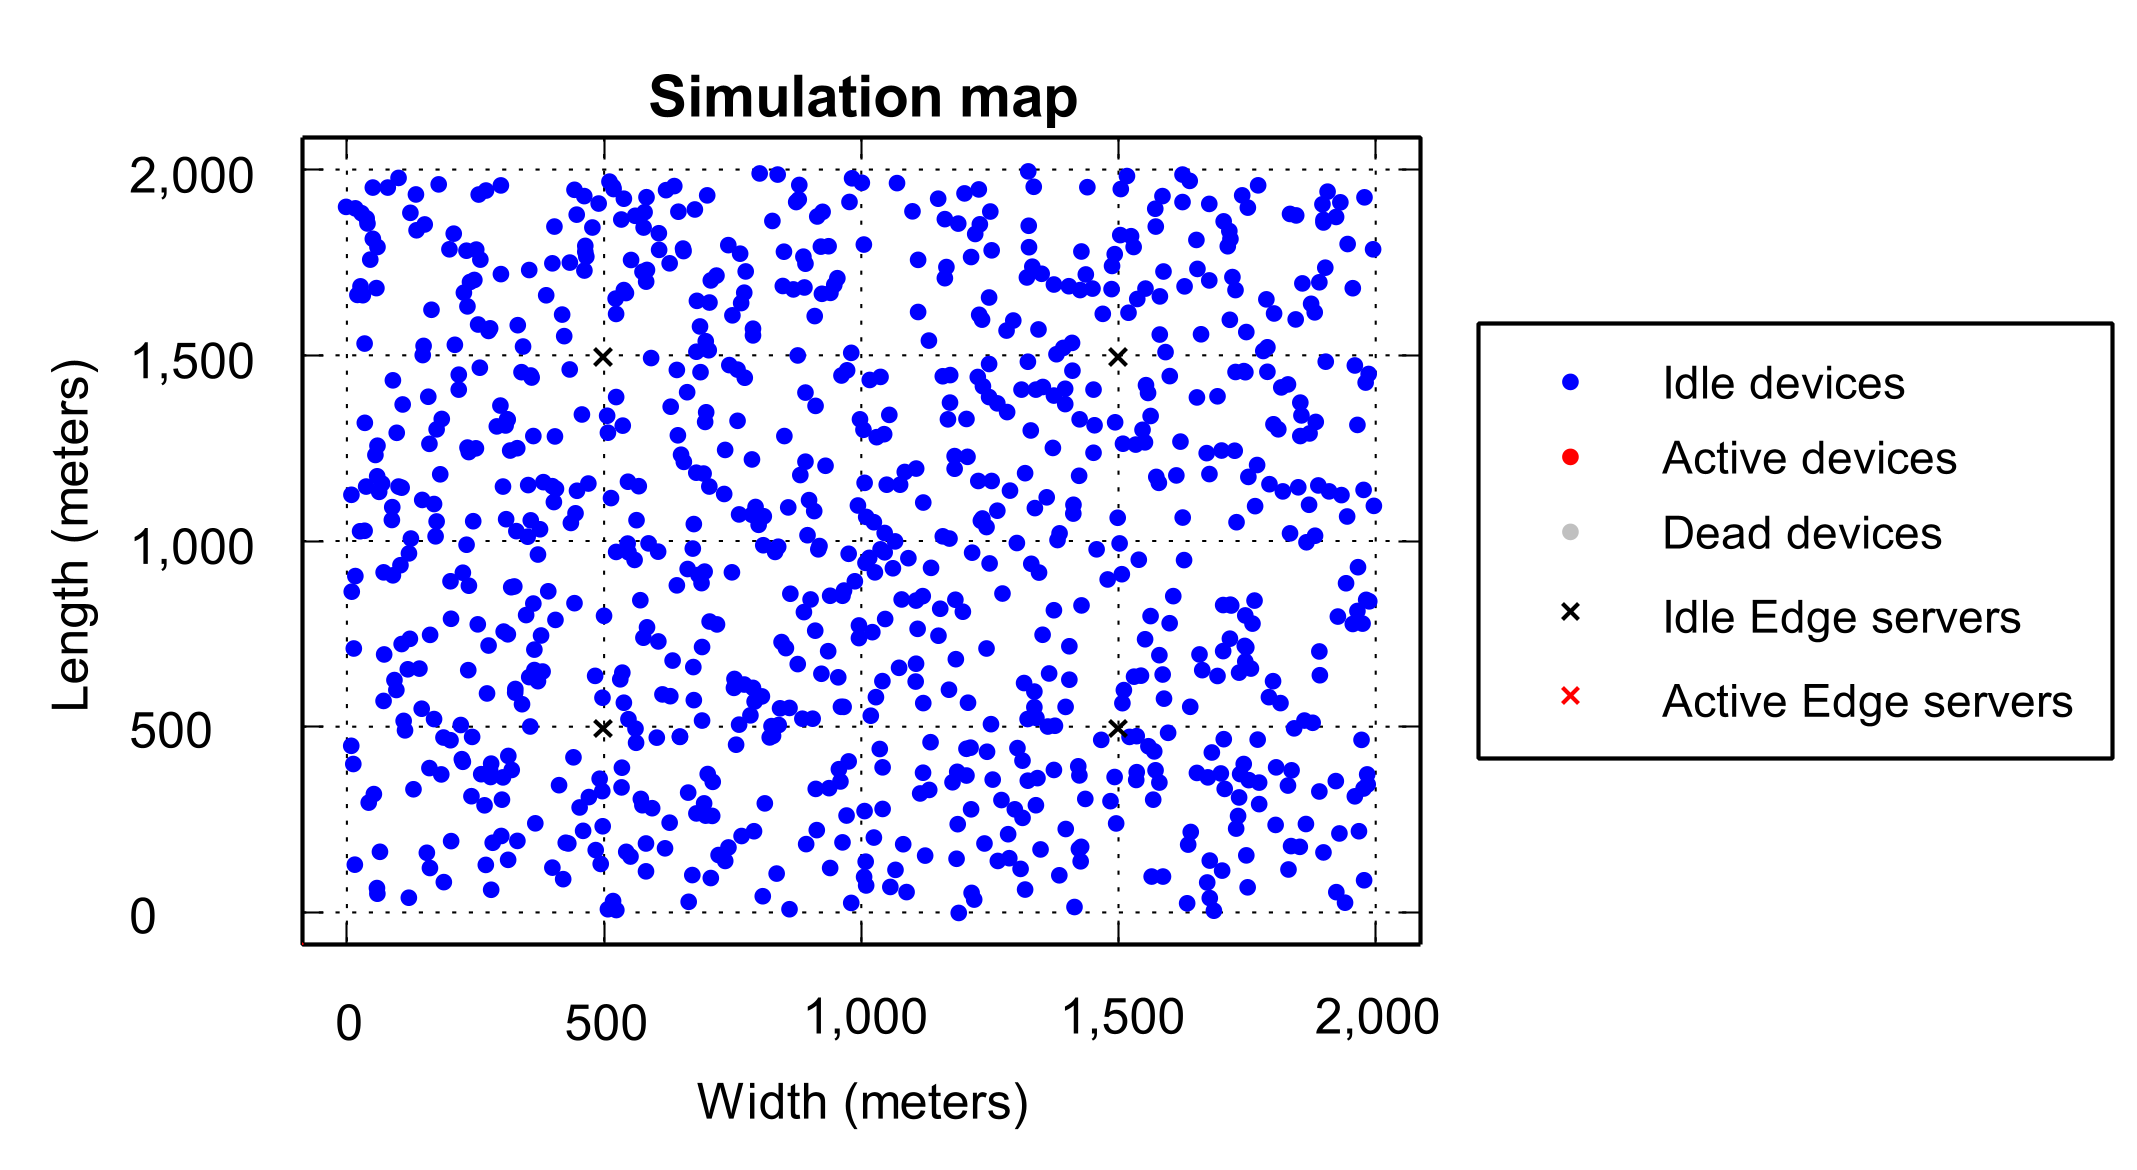 Simulation map
2,000
1,500
1,000
500
0
Length (meters)
0
500
1,000
1,500
2,000
Width (meters)
Idle devices
Active devices
Dead devices
Idle Edge servers
Active Edge servers